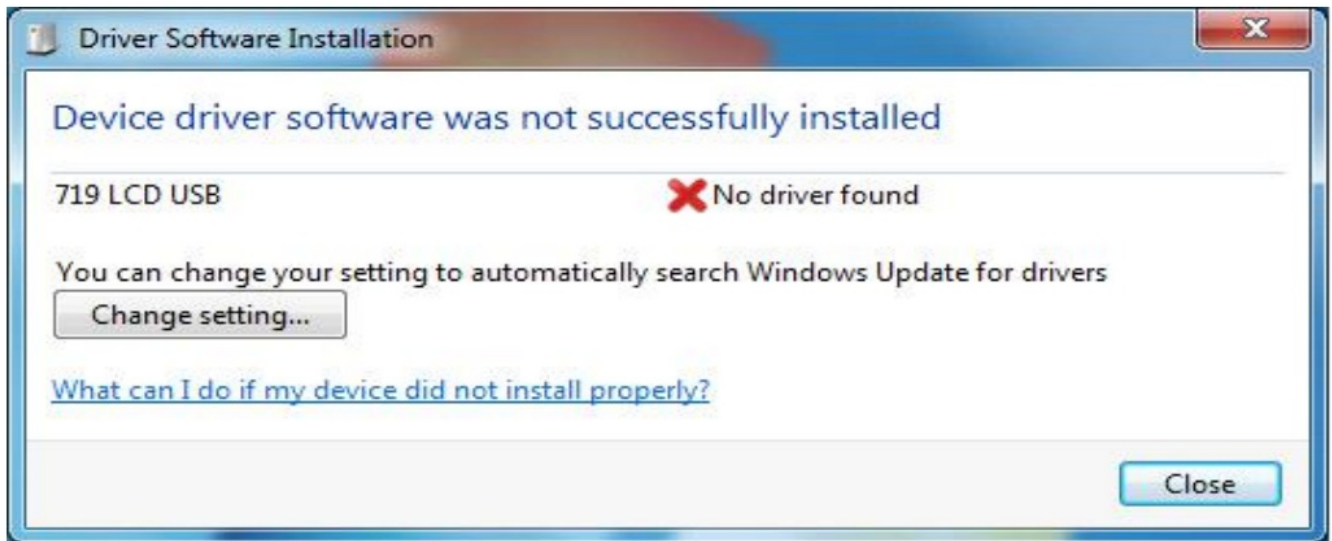 Driver Software Installation
Device driver software was not successfully installed
719 LCD USB No driver found
You can change your setting to automatically search Windows Update for drivers
Change setting...
What can I do if my device did not install properly?
Close